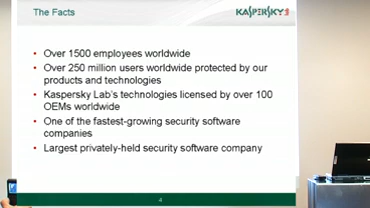 The Facts
KASPERSKY lab
• Over 1500 employees worldwide
• Over 250 million users worldwide protected by our
products and technologies
• Kaspersky Lab's technologies licensed by over 100
OEMs worldwide
• One of the fastest-growing security software
companies
• Largest privately-held security software company
4